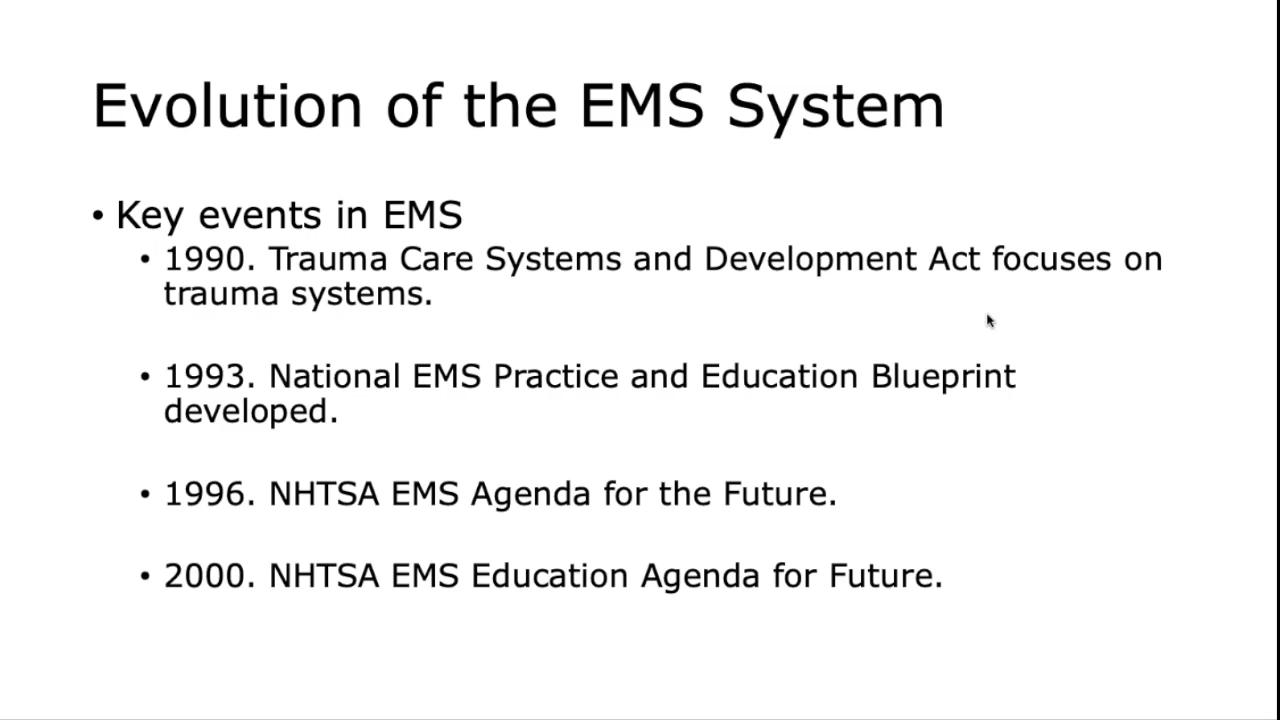 Evolution of the EMS System
• Key events in EMS
• 1990. Trauma Care Systems and Development Act focuses on
trauma systems.
• 1993. National EMS Practice and Education Blueprint
developed.
• 1996. NHTSA EMS Agenda for the Future.
• 2000. NHTSA EMS Education Agenda for Future.